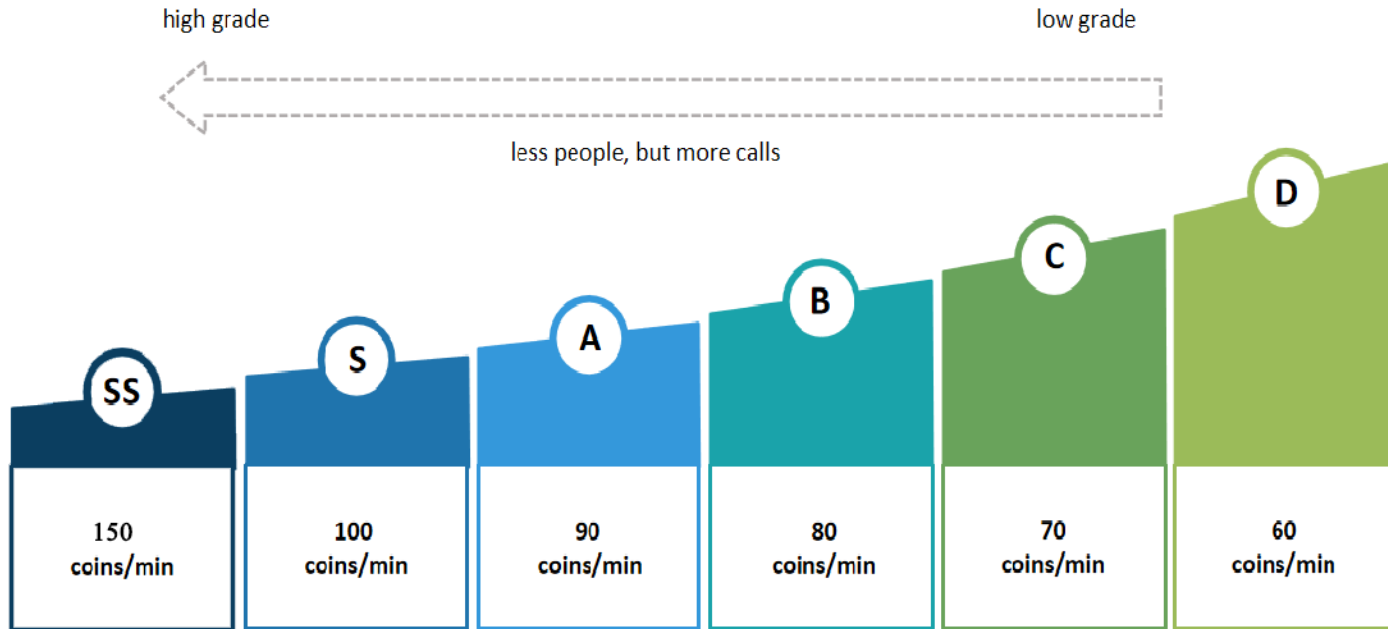 high grade
low grade
less people, but more calls
D
C
B
A
S
SS
150
coins/min
100
coins/min
90
coins/min
80
coins/min
70
coins/min
60
coins/min